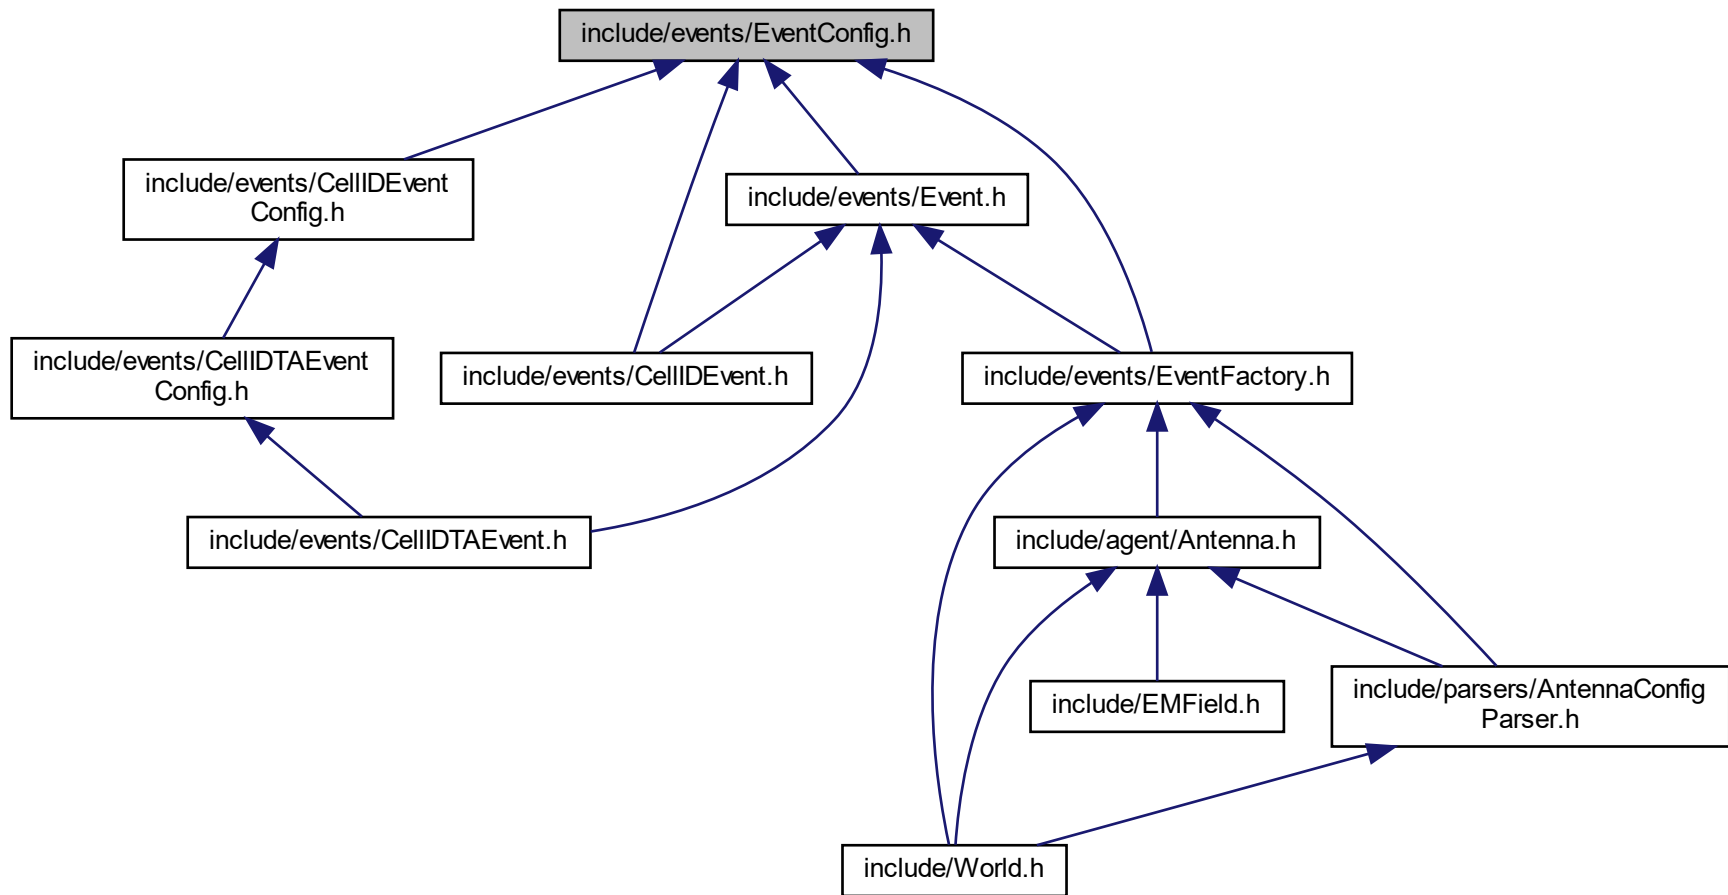 include/events/EventConfig.h
include/events/CellIDEvent
Config.h
include/events/Event.h
include/events/CellIDTAEvent
Config.h
include/events/CellIDEvent.h
include/events/EventFactory.h
include/events/CellIDTAEvent.h
include/agent/Antenna.h
include/EMField.h
include/parsers/AntennaConfig
Parser.h
include/World.h